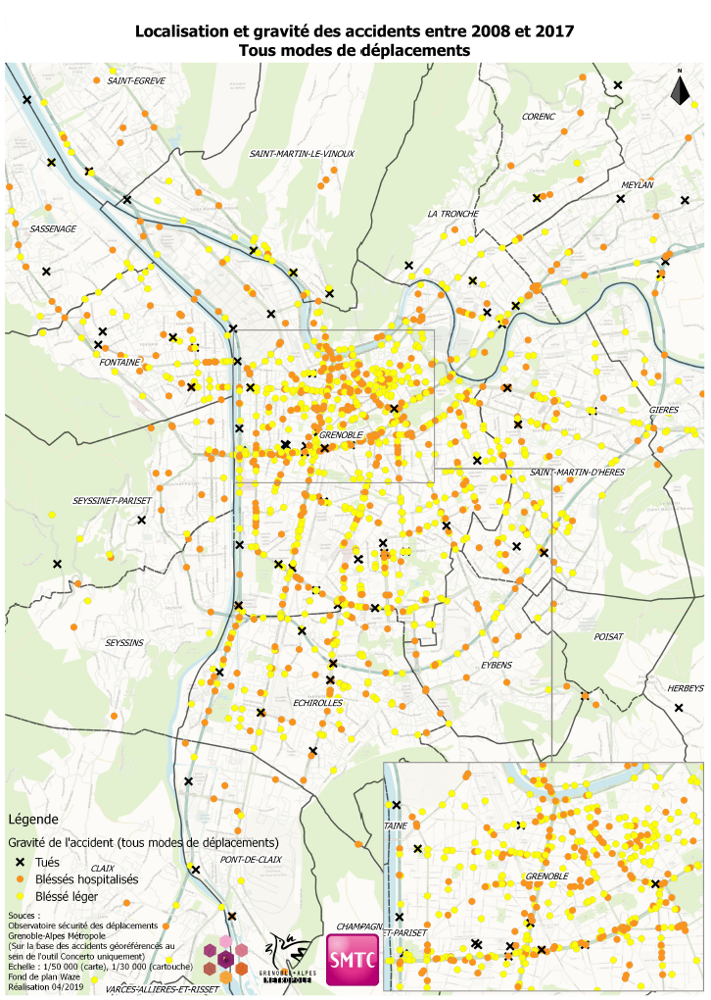 Localisation et gravité des accidents entre 2008 et 2017
Tous modes de déplacements
N
SAINT-EGREVE
CORENC
SAINT-MARTIN-LE-VINOUX
MEYLAN
LA TRONCHE
SASSENAGE
FONTAINE
GIERES
GRENOBLE
SAINT-MARTIN-D'HERES
SEYSSINET-PARISET
SEYSSINS
POISAT
EYBENS
HERBEYS
ECHIROLLES
Légende
Gravité de l'accident (tous modes de déplacements)
Tués
Bléssés hospitalisés
Bléssé léger
CLAIX
PONT-DE-CLAIX
TAINE
GRENOBLE
ET-PARISET
CHAMPAGN
Souces :
Observatoire sécurité des déplacements
Grenoble-Alpes Métropole
(Sur la base des accidents géoréférencés au
sein de l'outil Concerto uniquement)
Echelle : 1/50 000 (carte), 1/30 000 (cartouche)
Fond de plan Waze
Réalisation 04/2019
GRENOBLE-ALPES
METROPOLE
SMTC
VARCES-ALLIERES-ET-RISSET